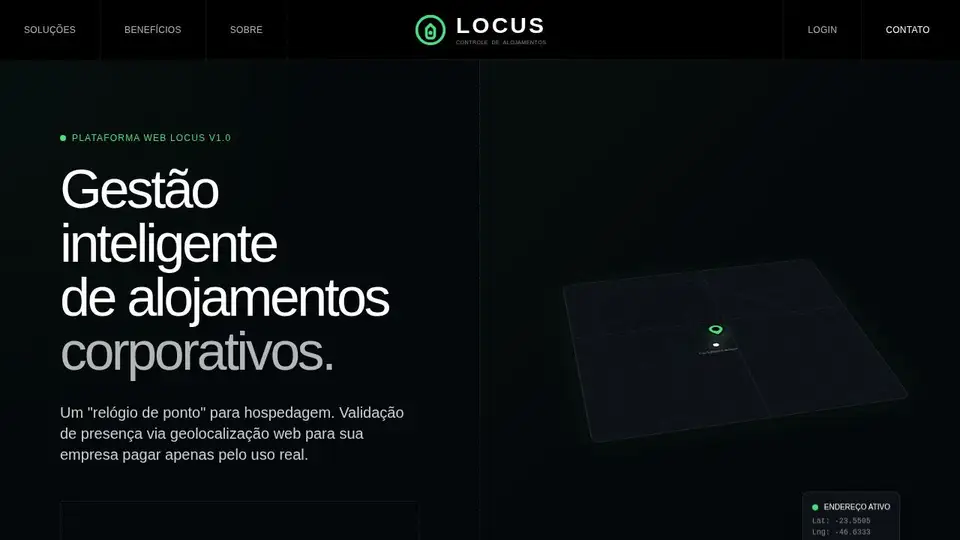 SOLUÇÕES
BENEFÍCIOS
SOBRE
LOCUS
CONTROLE DE ALOJAMENTOS
LOGIN
CONTATO
PLATAFORMA WEB LOCUS V1.0
Gestão
inteligente
de alojamentos
corporativos.
Um "relógio de ponto" para hospedagem. Validação
de presença via geolocalização web para sua
empresa pagar apenas pelo uso real.
ENDEREÇO ATIVO
Lat: -23.5505
Lng: -46.6333